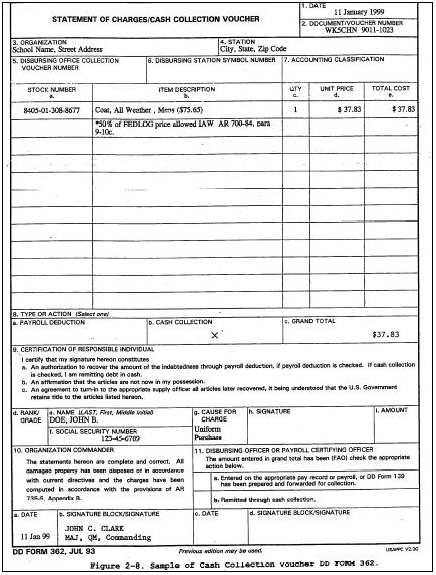 STATEMENT OF CHARGES/CASH COLLECTION VOUCHER
1. DATE
11 January 1999
2. DOCUMENT/VOUCHER NUMBER
WK5CHN 9011-1023
3. ORGANIZATION
School Name, Street Address
4. STATION
City, State, Zip Code
5. DISBURSING OFFICE COLLECTION
VOUCHER NUMBER
6. DISBURSING STATION SYMBOL NUMBER
7. ACCOUNTING CLASSIFICATION
STOCK NUMBER
a.
ITEM DESCRIPTION
b.
QTY
c.
UNIT PRICE
d.
TOTAL COST
e.
8405-01-308-8677
Coat, All Weather , Mens ($75.65)
1
$ 37.83
$ 37.83
*50% of FEDLOG price allowed IAW AR 700-84, para
9-10c.
8. TYPE OR ACTION (Select one)
a. PAYROLL DEDUCTION
b. CASH COLLECTION
X
c. GRAND TOTAL
$37.83
9. CERTIFICATION OF RESPONSIBLE INDIVIDUAL
I certify that my signature hereon constitutes
a. An authorization to recover the amount of the indebtedness through payroll deduction, if payroll deduction is checked. If cash collection
is checked, I am remitting debt in cash.
b. An affirmation that the articles are not now in my possession.
c. An agreement to turn-in to the appropriate supply officer all articles later recovered, it being understood that the U.S. Government
retains title to the articles listed hereon.
d. RANK/
GRADE
e. NAME (LAST, First, Middle Initial)
DOE, JOHN B.
f. SOCIAL SECURITY NUMBER
123-45-6789
g. CAUSE FOR
CHARGE
Uniform
Purchase
h. SIGNATURE
i. AMOUNT
10. ORGANIZATION COMMANDER
The statements hereon are complete and correct. All
damaged property has been disposed of in accordance
with current directives and the charges have been
computed in accordance with the provisions of AR
735-5, Appendix B.
11. DISBURSING OFFICER OR PAYROLL CERTIFYING OFFICER
The amount entered in grand total has been (FAO) check the appropriate
action below.
a. Entered on the appropriate pay record or payroll, or DD Form 139
has been prepared and forwarded for collection.
b. Remitted through cash collection.
a. DATE
11 Jan 99
b. SIGNATURE BLOCK/SIGNATURE
JOHN C. CLARK
MAJ, QM, Commanding
c. DATE
d. SIGNATURE BLOCK/SIGNATURE
DD FORM 362, JUL 93
Previous edition may be used.
USAPPC V2.00
Figure 2-8. Sample of Cash Collection Voucher DD FORM 362.